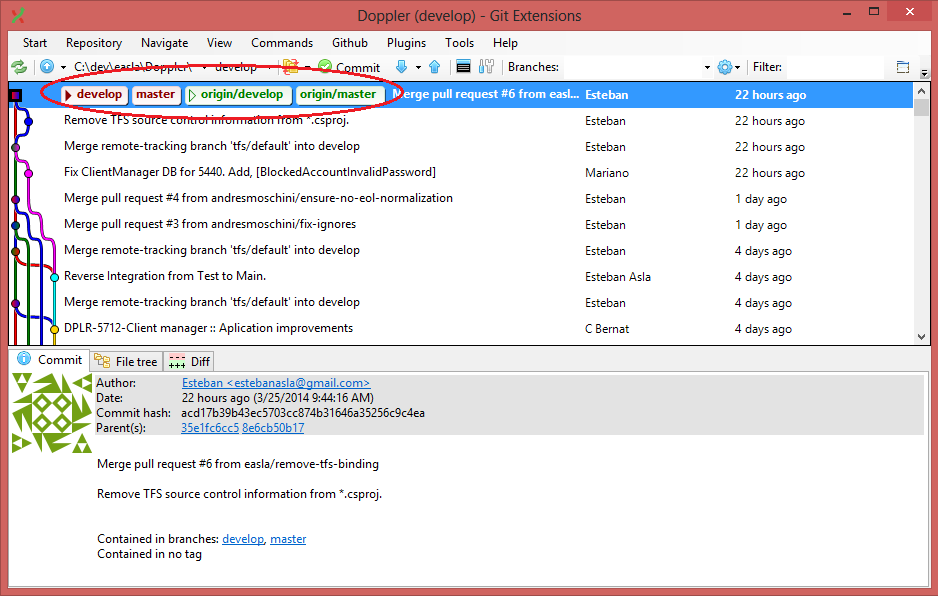 Doppler (develop) - Git Extensions
Start Repository Navigate View Commands Github Plugins Tools Help
C:\dev\easla\Doppler\ develop Commit Branches: Filter:
develop master origin/develop origin/master Merge pull request #6 from easl... Esteban 22 hours ago
Remove TFS source control information from *.csproj. Esteban 22 hours ago
Merge remote-tracking branch 'tfs/default' into develop Esteban 22 hours ago
Fix ClientManager DB for 5440. Add, [BlockedAccountInvalidPassword] Mariano 22 hours ago
Merge pull request #4 from andresmoschini/ensure-no-eol-normalization Esteban 1 day ago
Merge pull request #3 from andresmoschini/fix-ignores Esteban 1 day ago
Merge remote-tracking branch 'tfs/default' into develop Esteban 4 days ago
Reverse Integration from Test to Main. Esteban Asla 4 days ago
Merge remote-tracking branch 'tfs/default' into develop Esteban 4 days ago
DPLR-5712-Client manager :: Aplication improvements C Bernat 4 days ago
Commit File tree Diff
Author: Esteban <estebanasla@gmail.com>
Date: 22 hours ago (3/25/2014 9:44:16 AM)
Commit hash: acd17b39b43ec5703cc874b31646a35256c9c4ea
Parent(s): 35e1fc6cc5 8e6cb50b17
Merge pull request #6 from easla/remove-tfs-binding
Remove TFS source control information from *.csproj.
Contained in branches: develop, master
Contained in no tag